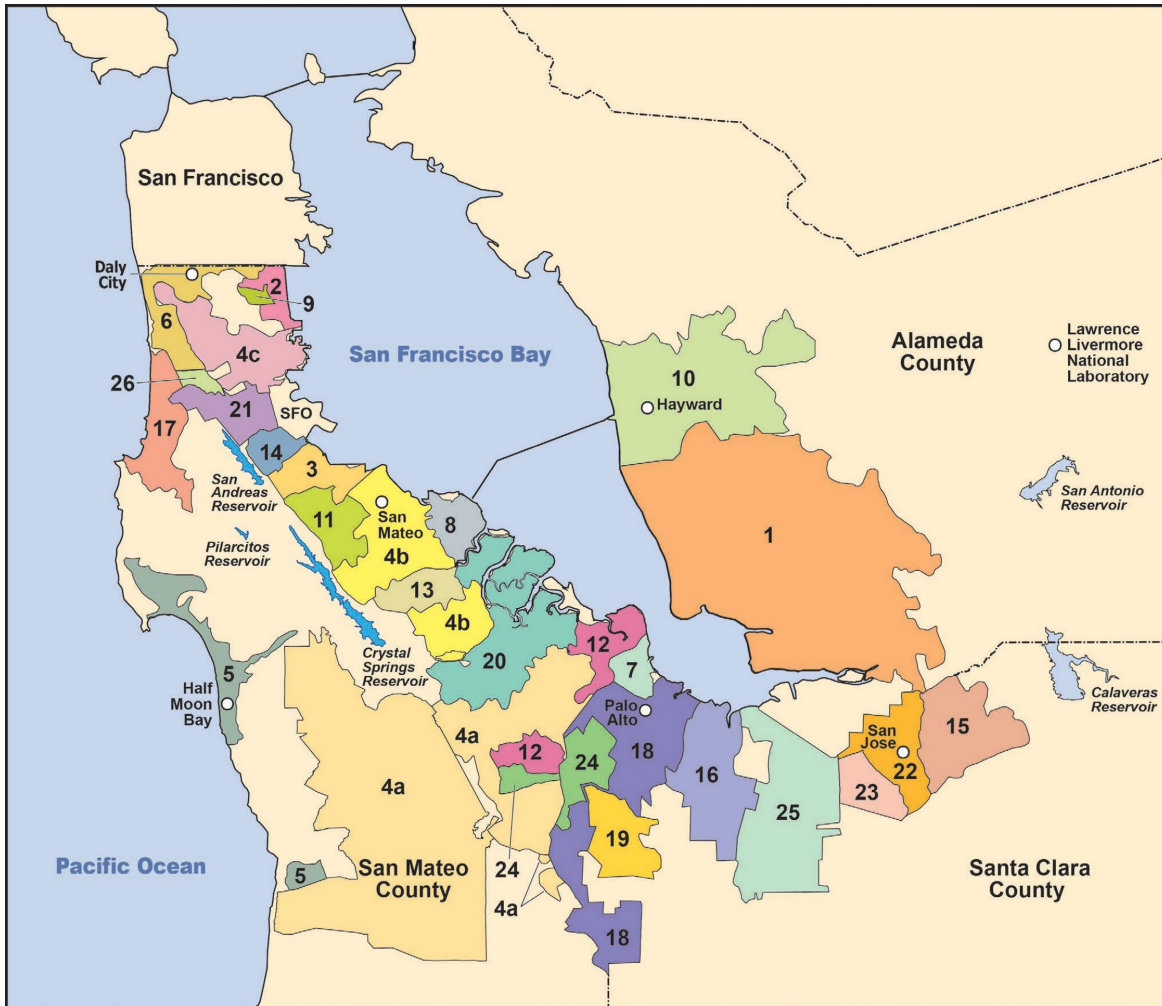 San Francisco
Daly
City
2
9
6
4c
San Francisco Bay
Alameda
County
Lawrence
Livermore
National
Laboratory
26
10
Hayward
21
SFO
17
14
3
San
Andreas
Reservoir
San Antonio
Reservoir
11
San
Mateo
8
1
Pilarcitos
Reservoir
4b
13
4b
12
Crystal
Springs
Reservoir
20
7
5
Half
Moon
Bay
Calaveras
Reservoir
Palo
Alto
4a
12
24
18
16
San
Jose
22
15
4a
23
25
19
Pacific Ocean
5
San Mateo
County
24
4a
Santa Clara
County
18